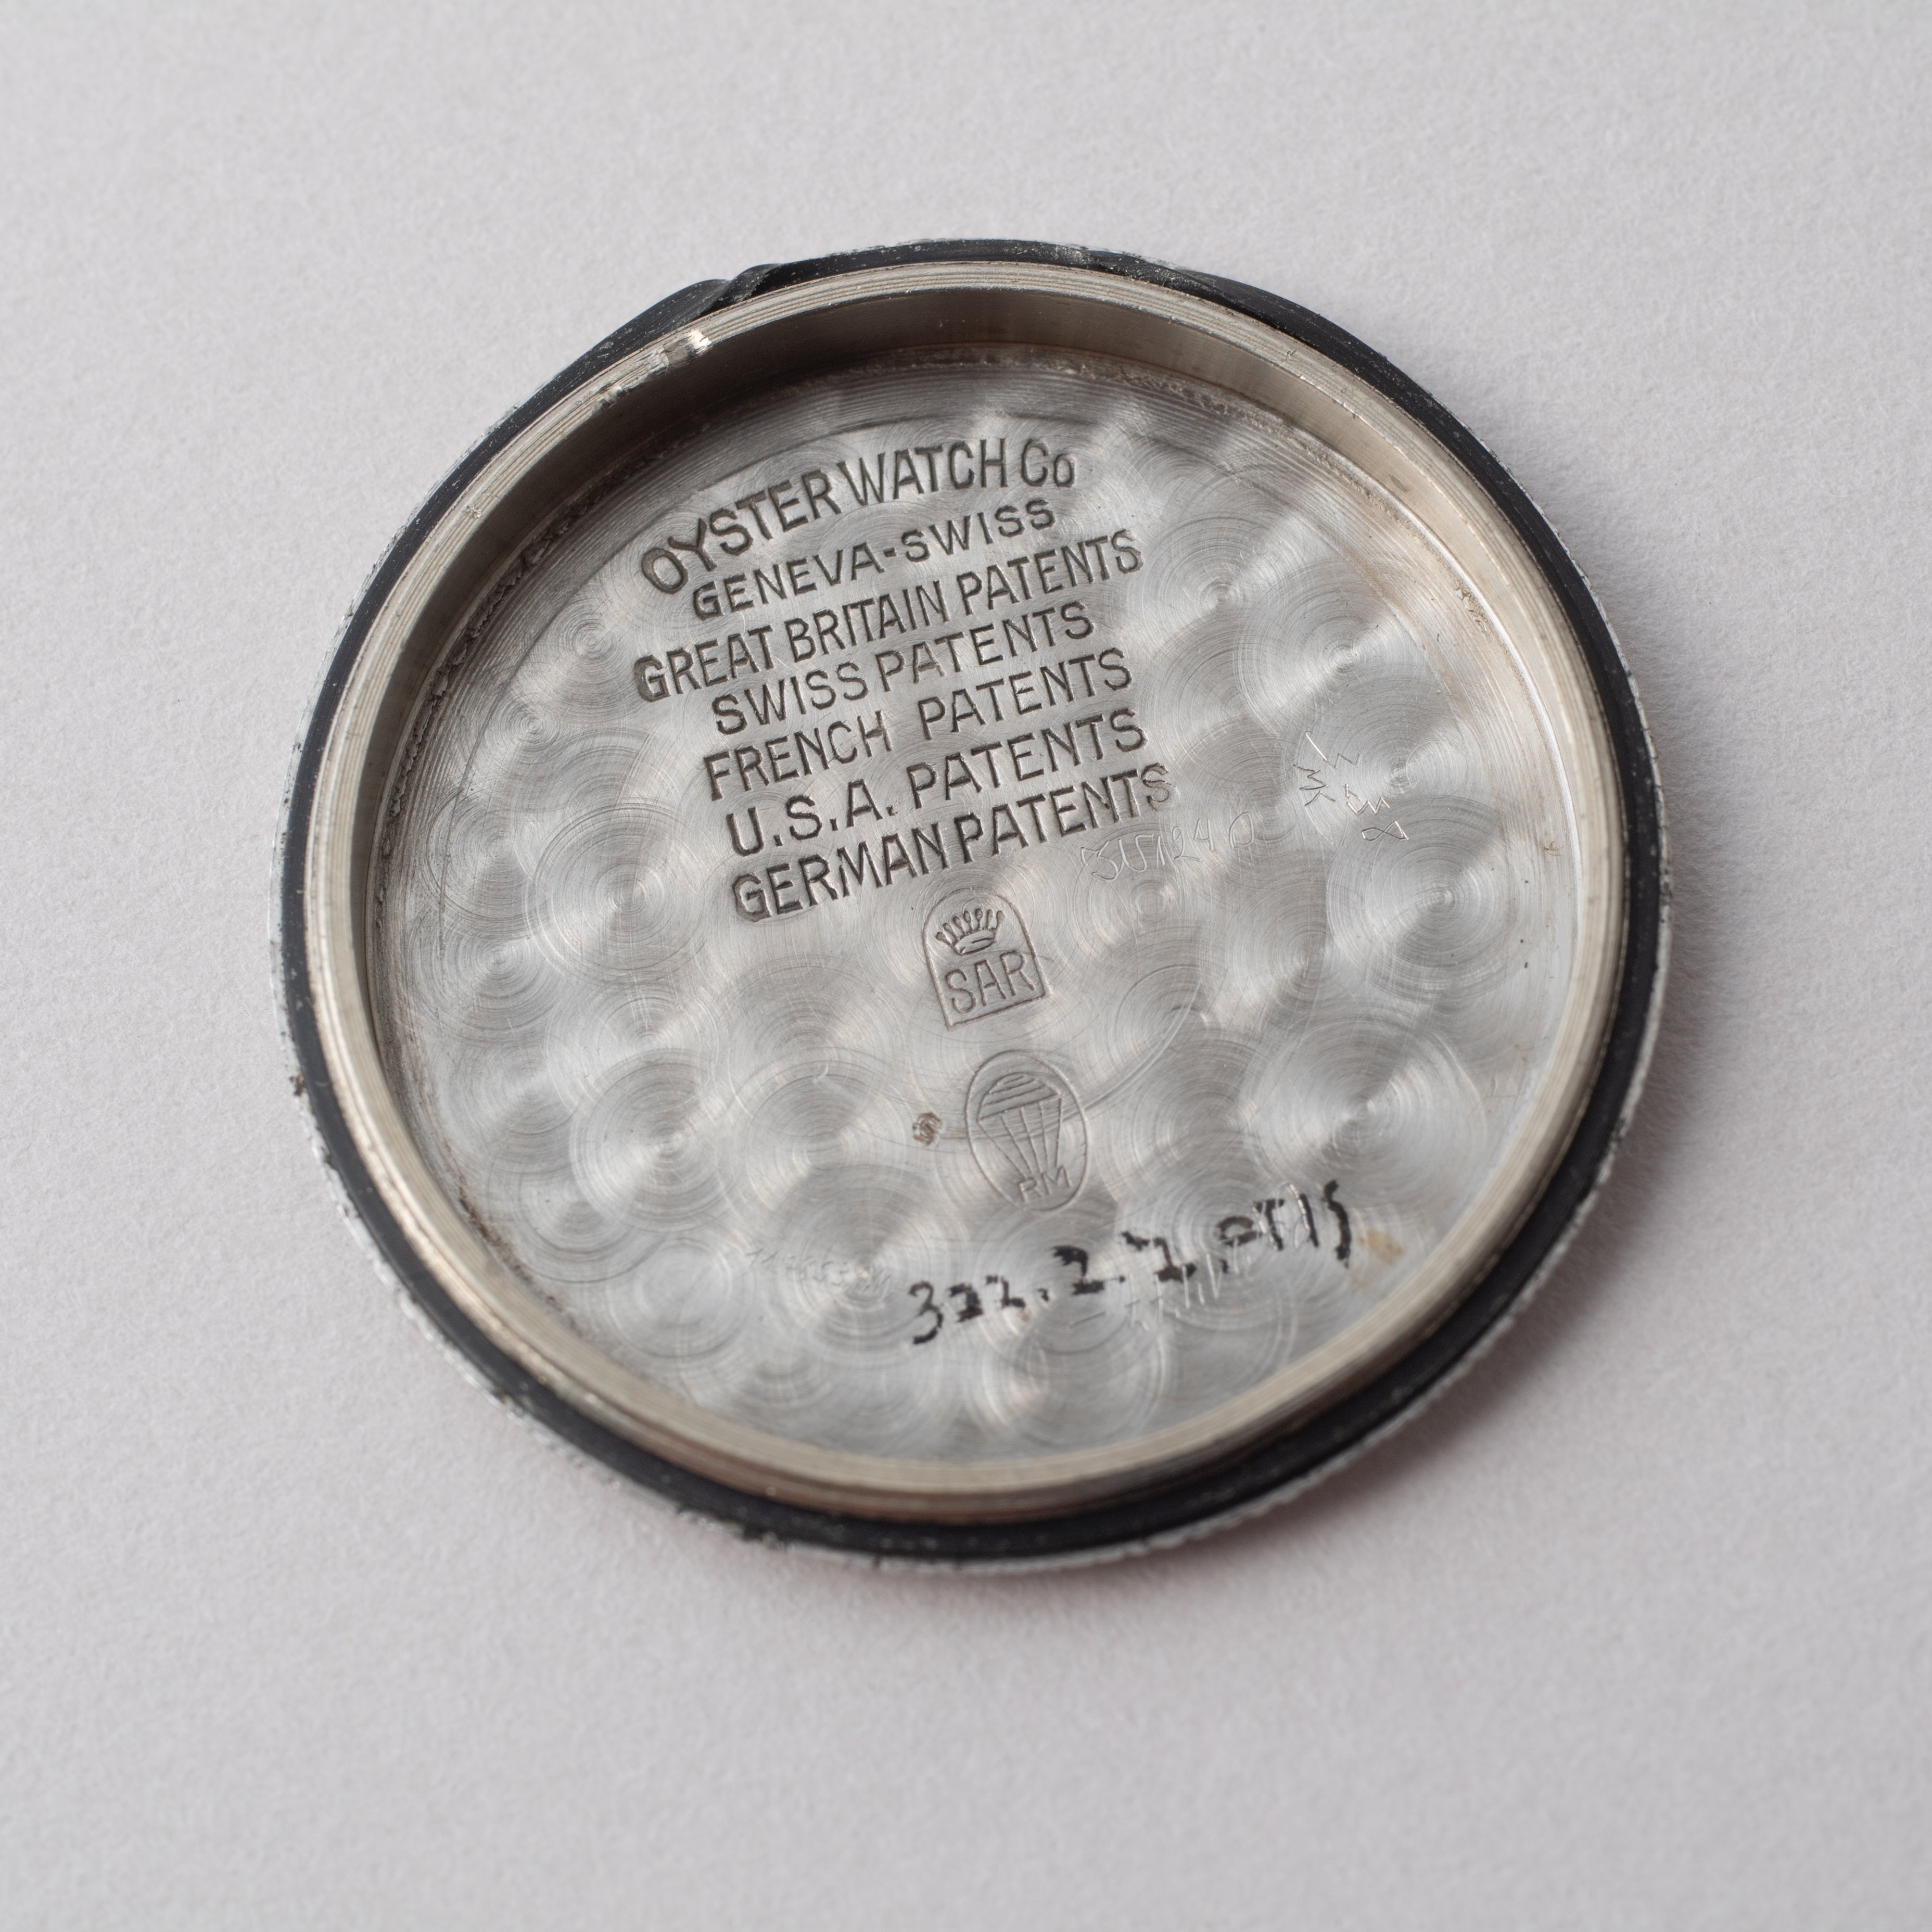 OYSTER WATCH Co
GENEVA-SWISS
GREAT BRITAIN PATENTS
SWISS PATENTS
FRENCH PATENTS
U.S.A. PATENTS
GERMAN PATENTS
SAR
RM